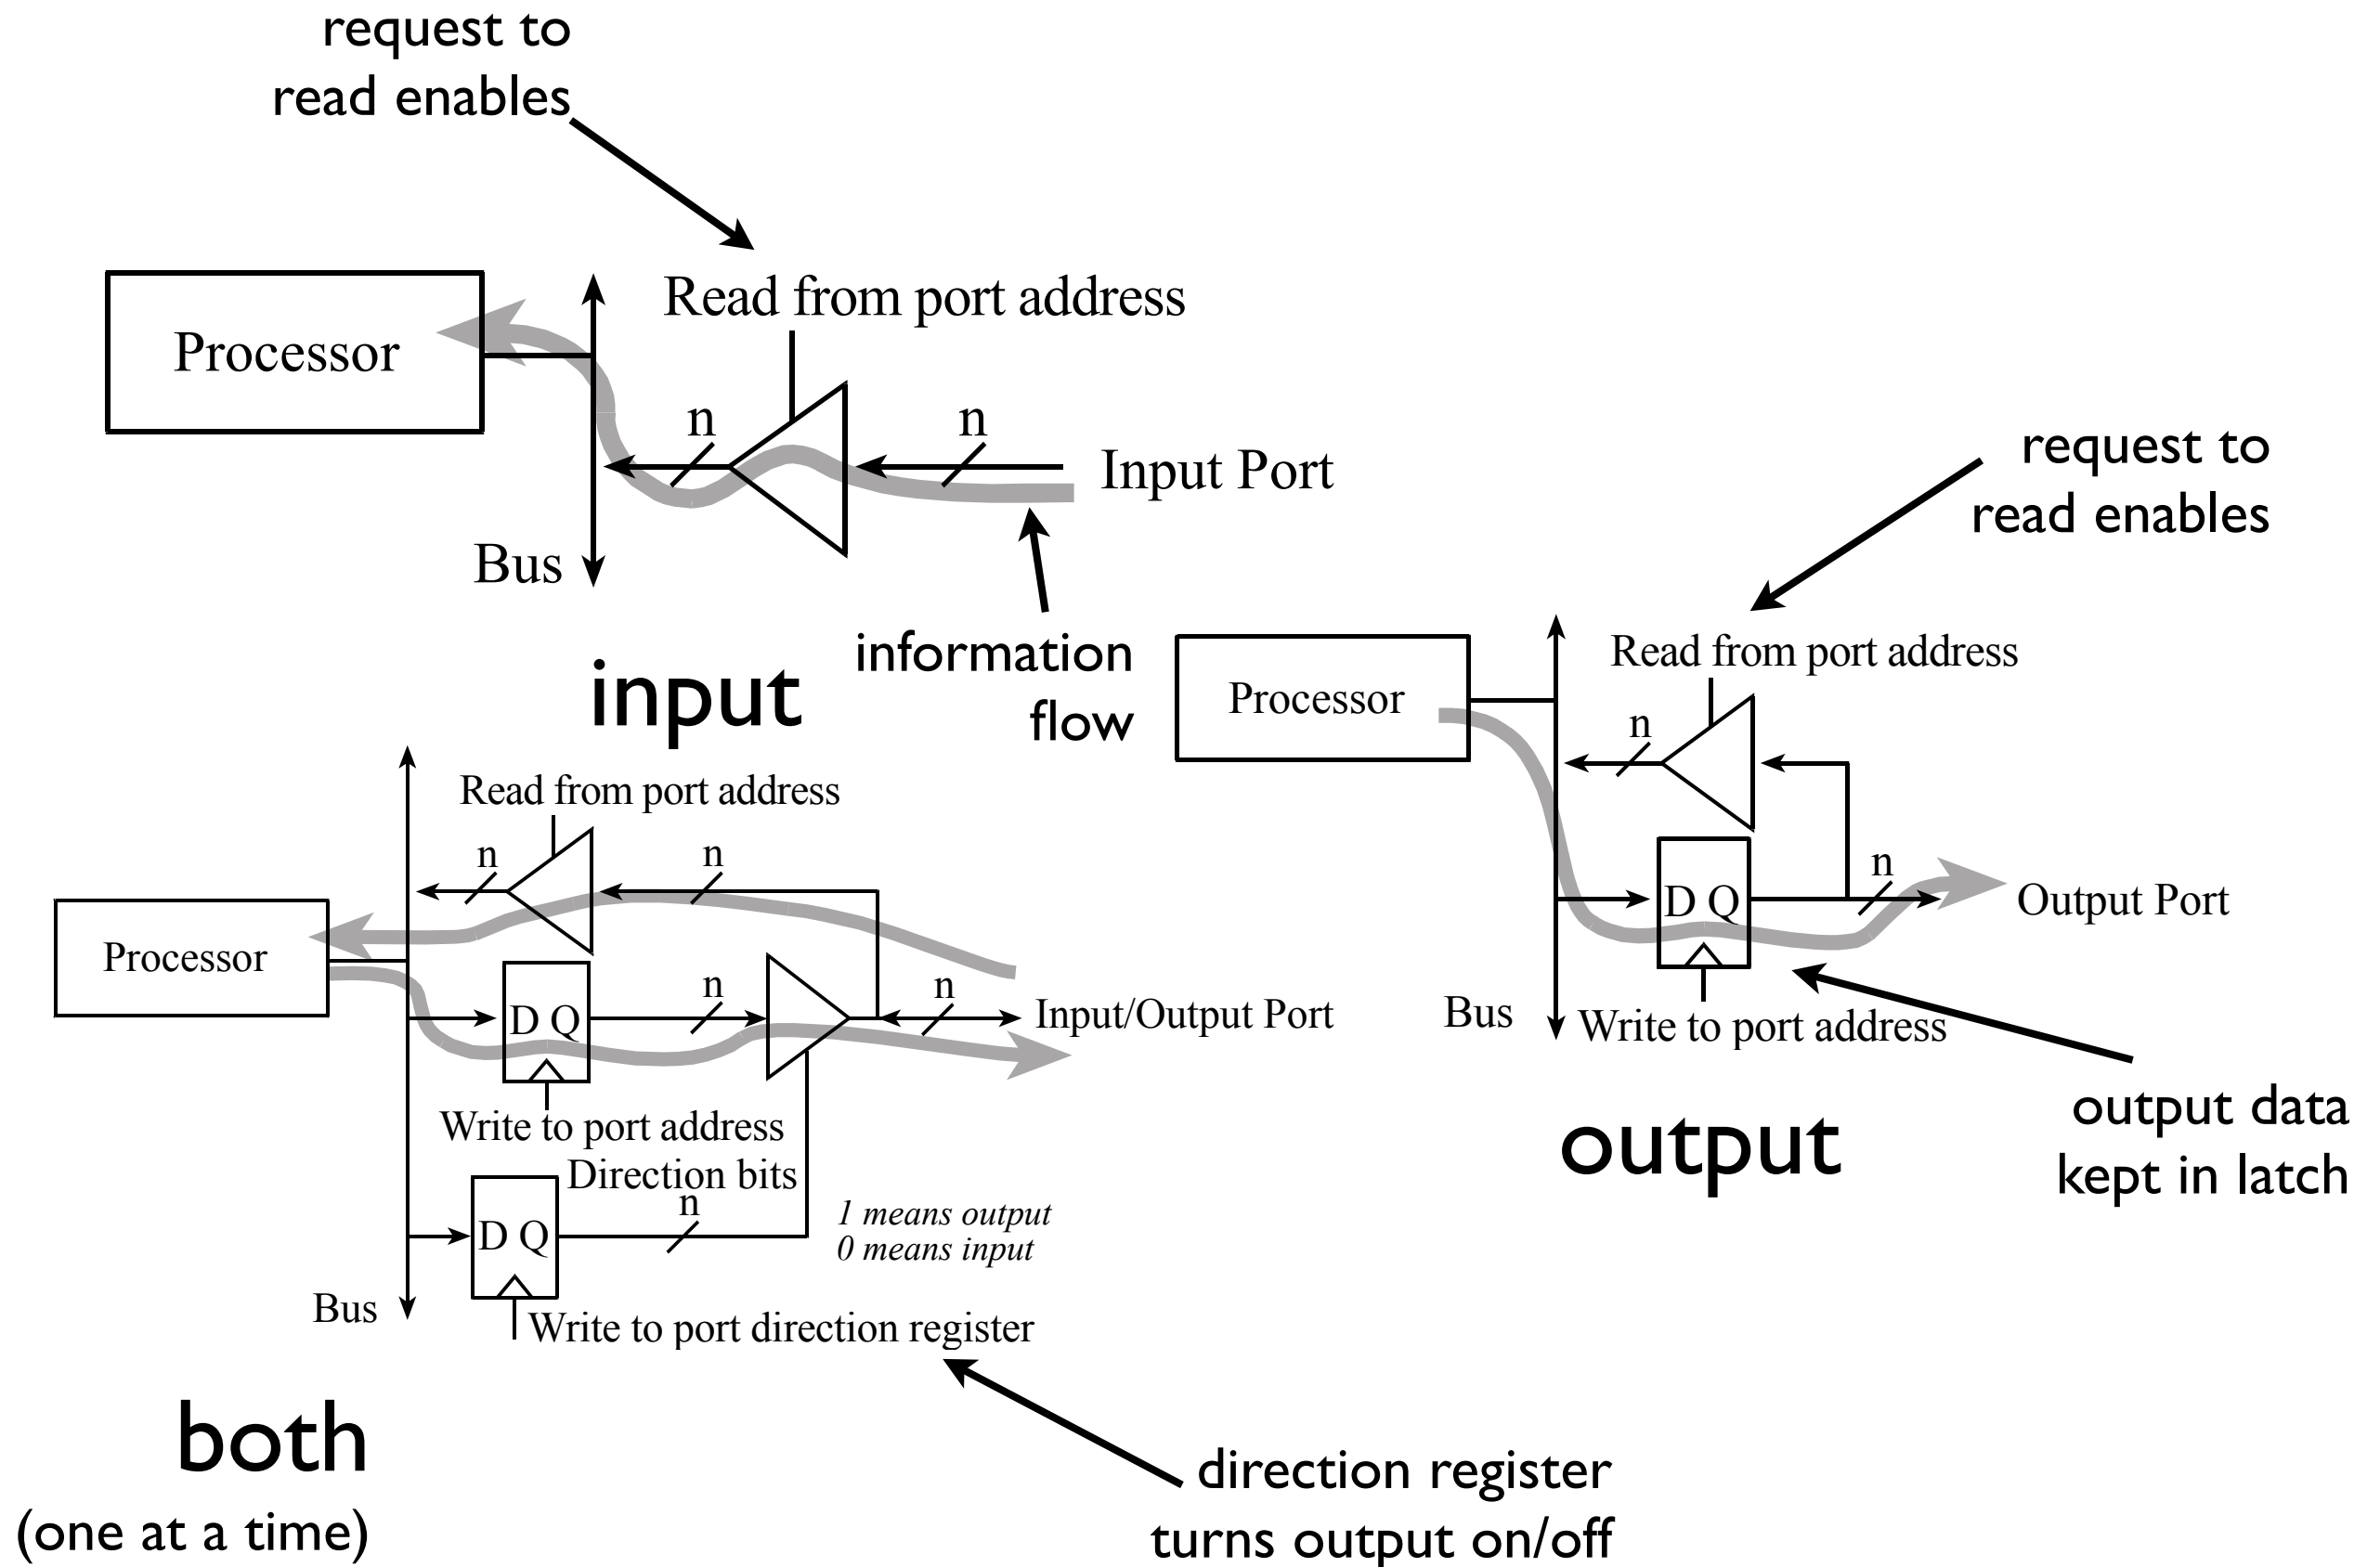 request to
read enables
Processor
Read from port address
n
n
Input Port
Bus
input
information
flow
request to
read enables
Processor
Read from port address
n
D Q
n
Output Port
Bus
Write to port address
output
output data
kept in latch
Read from port address
n
n
Processor
D Q
n
n
Input/Output Port
Write to port address
Direction bits
n
D Q
1 means output
0 means input
Bus
Write to port direction register
both
(one at a time)
direction register
turns output on/off